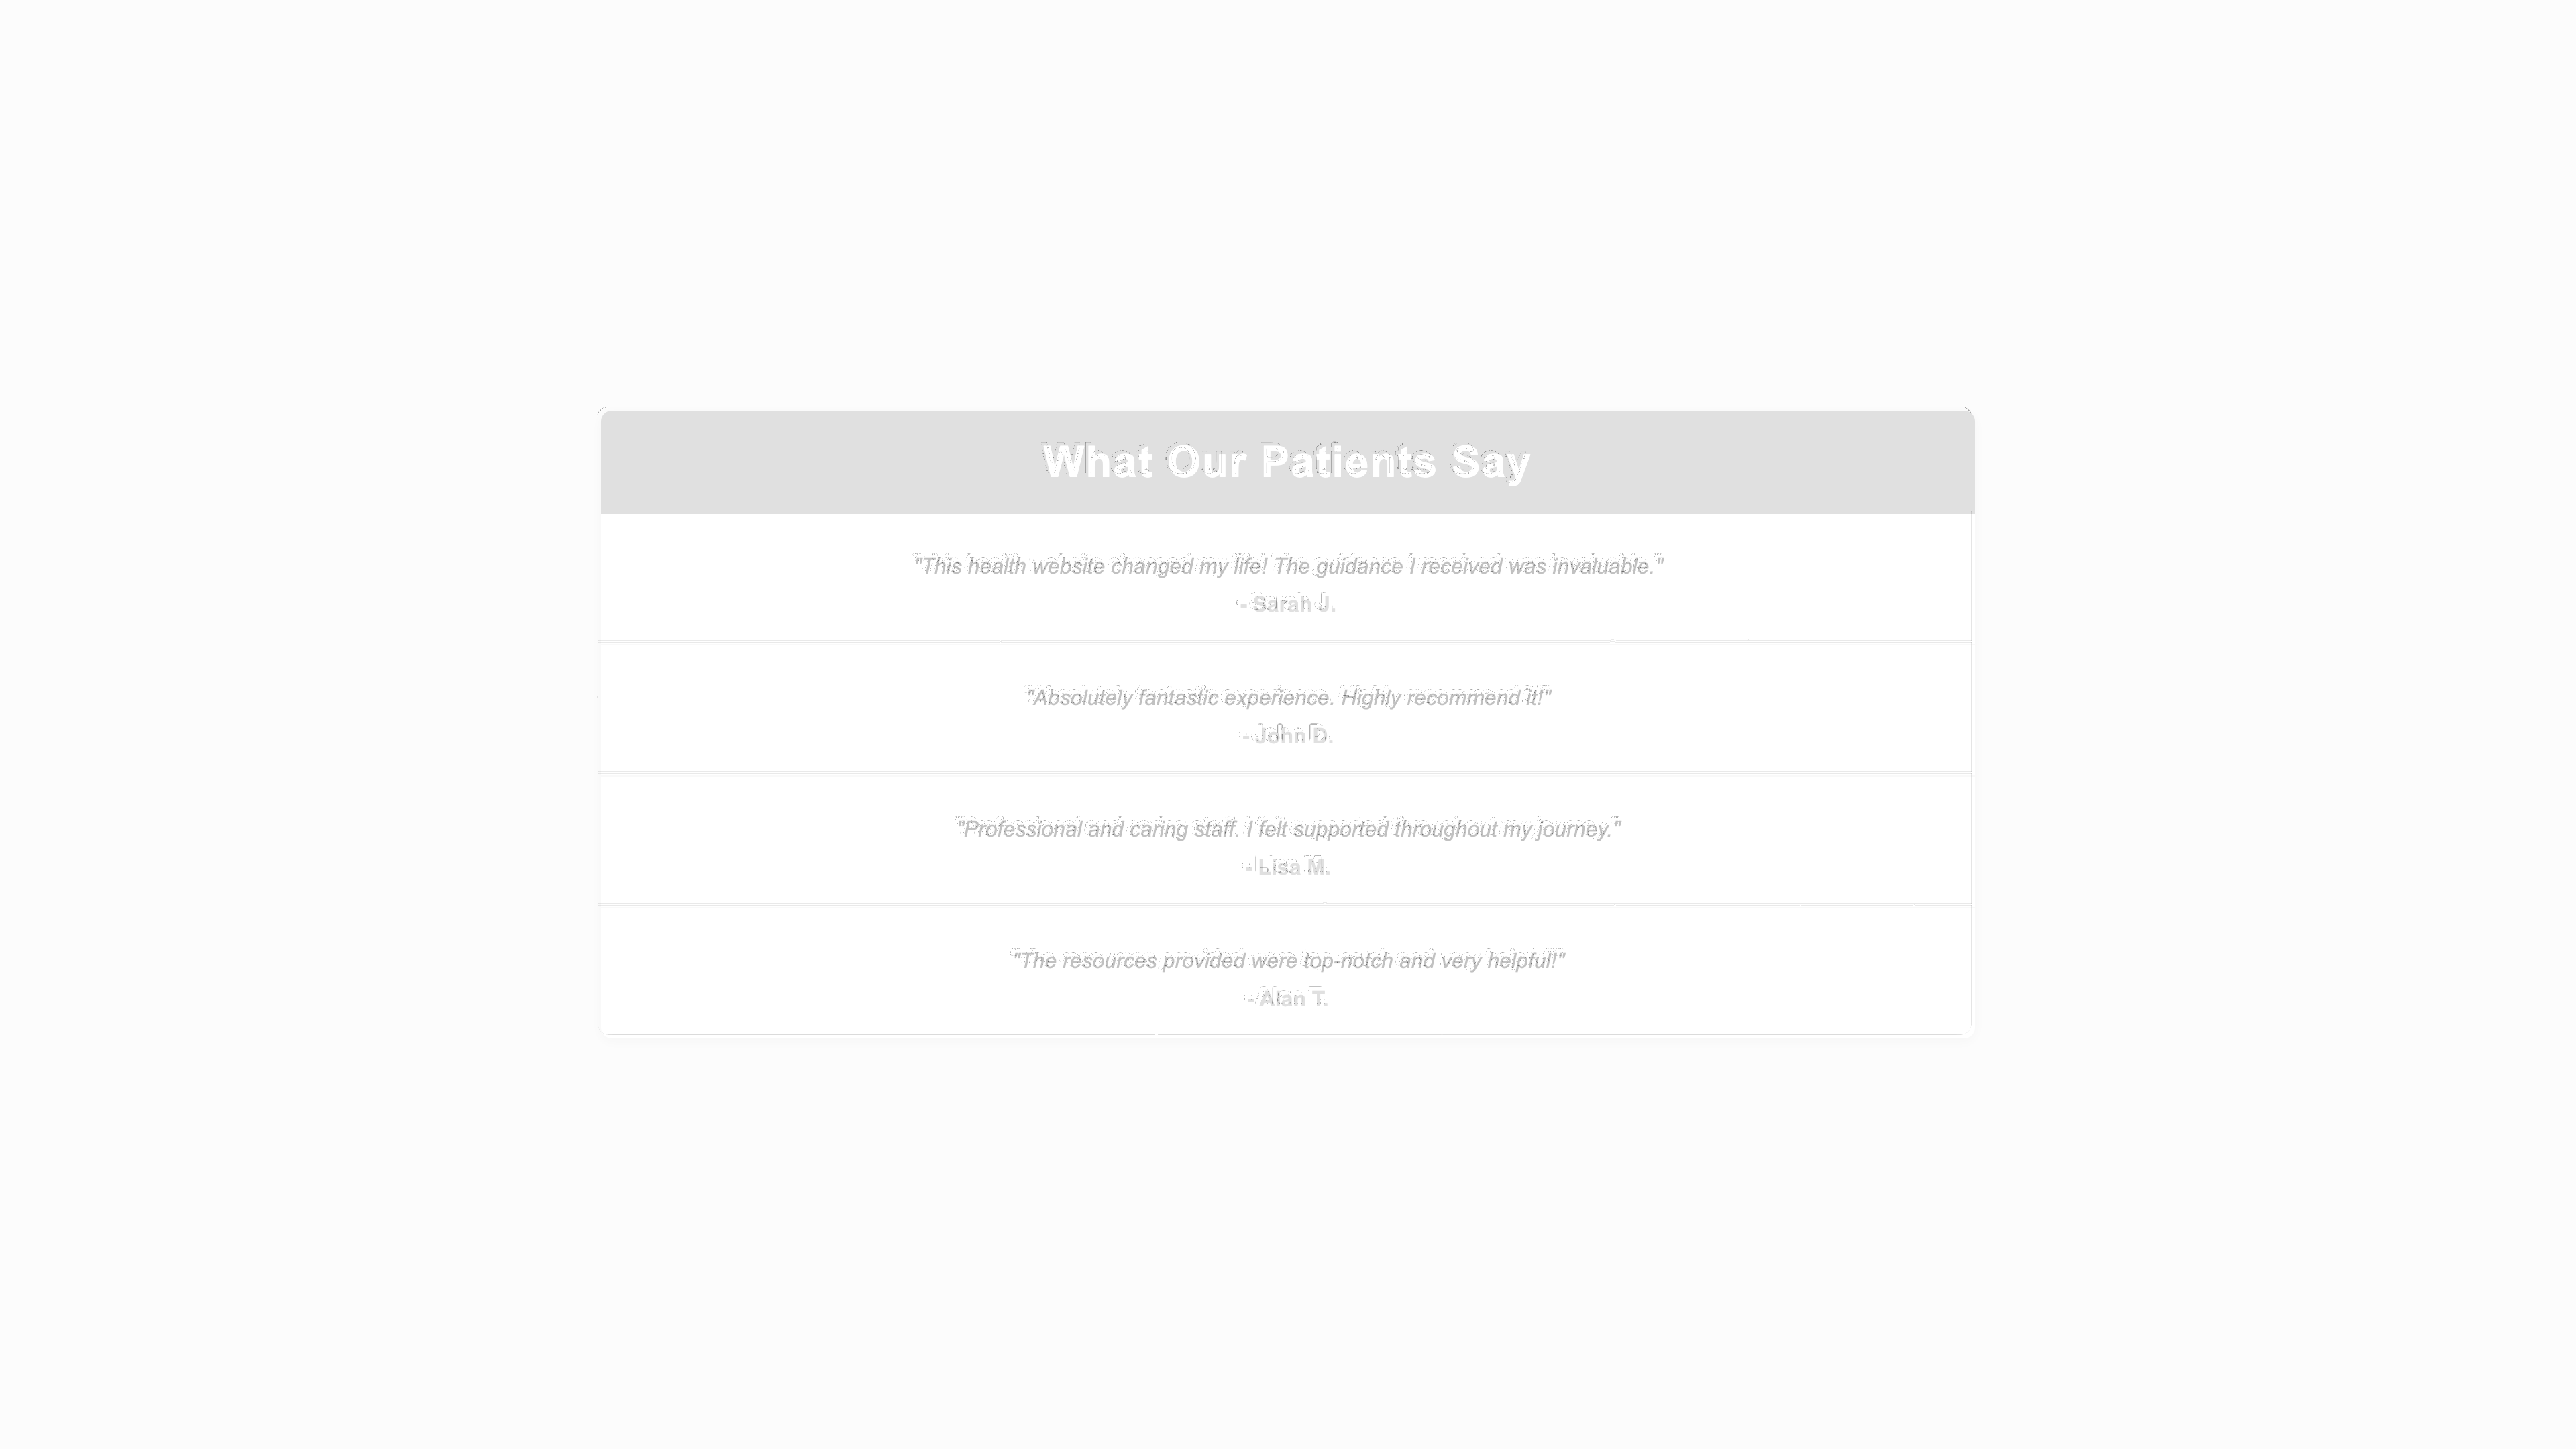 What Our Patients Say
"This health website changed my life! The guidance I received was invaluable."
- Sarah J.
"Absolutely fantastic experience. Highly recommend it!"
- John D.
"Professional and caring staff. I felt supported throughout my journey."
- Lisa M.
"The resources provided were top-notch and very helpful!"
- Alan T.